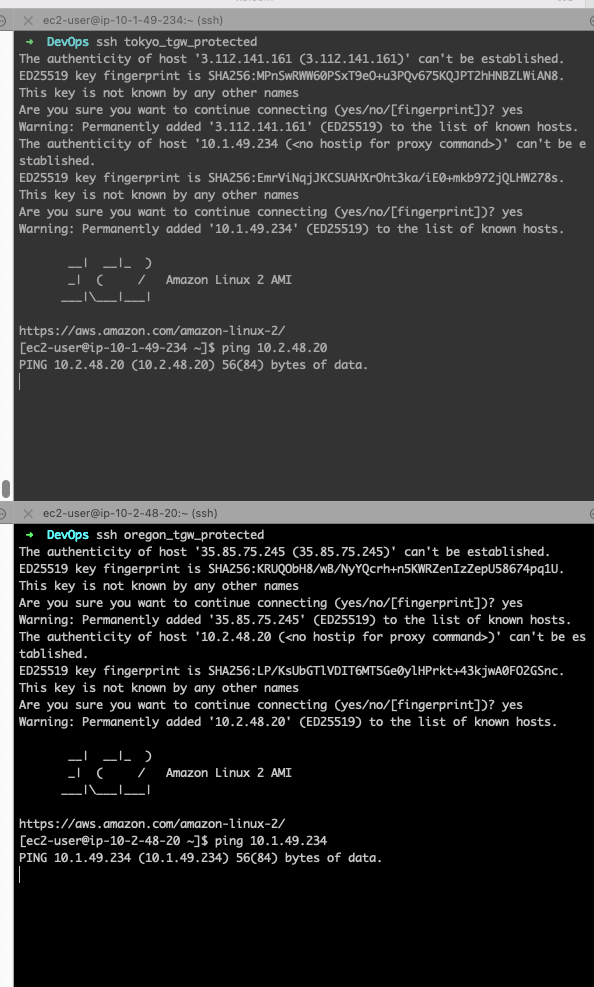 ec2-user@ip-10-1-49-234:~ (ssh)
→ DevOps ssh tokyo_tgw_protected
The authenticity of host '3.112.141.161 (3.112.141.161)' can't be established.
ED25519 key fingerprint is SHA256:MPnSwRWW60PSxT9eO+u3PQv675KQJPT2hHNBZLWiAN8.
This key is not known by any other names
Are you sure you want to continue connecting (yes/no/[fingerprint])? yes
Warning: Permanently added '3.112.141.161' (ED25519) to the list of known hosts.
The authenticity of host '10.1.49.234 (<no hostip for proxy command>)' can't be e
stablished.
ED25519 key fingerprint is SHA256:EmrViNqjJKCSUAHXrOht3ka/iE0+mkb972jQLHWZ78s.
This key is not known by any other names
Are you sure you want to continue connecting (yes/no/[fingerprint])? yes
Warning: Permanently added '10.1.49.234' (ED25519) to the list of known hosts.
__|  __|_  )
_|  (     /   Amazon Linux 2 AMI
___|\___|___|
https://aws.amazon.com/amazon-linux-2/
[ec2-user@ip-10-1-49-234 ~]$ ping 10.2.48.20
PING 10.2.48.20 (10.2.48.20) 56(84) bytes of data.
ec2-user@ip-10-2-48-20:~ (ssh)
→ DevOps ssh oregon_tgw_protected
The authenticity of host '35.85.75.245 (35.85.75.245)' can't be established.
ED25519 key fingerprint is SHA256:KRUQObH8/wB/NyYQcrh+n5KWRZenIzZepU58674pq1U.
This key is not known by any other names
Are you sure you want to continue connecting (yes/no/[fingerprint])? yes
Warning: Permanently added '35.85.75.245' (ED25519) to the list of known hosts.
The authenticity of host '10.2.48.20 (<no hostip for proxy command>)' can't be es
tablished.
ED25519 key fingerprint is SHA256:LP/KsUbGTlVDIT6MT5Ge0ylHPrkt+43kjwA0FO2GSnc.
This key is not known by any other names
Are you sure you want to continue connecting (yes/no/[fingerprint])? yes
Warning: Permanently added '10.2.48.20' (ED25519) to the list of known hosts.
__|  __|_  )
_|  (     /   Amazon Linux 2 AMI
___|\___|___|
https://aws.amazon.com/amazon-linux-2/
[ec2-user@ip-10-2-48-20 ~]$ ping 10.1.49.234
PING 10.1.49.234 (10.1.49.234) 56(84) bytes of data.